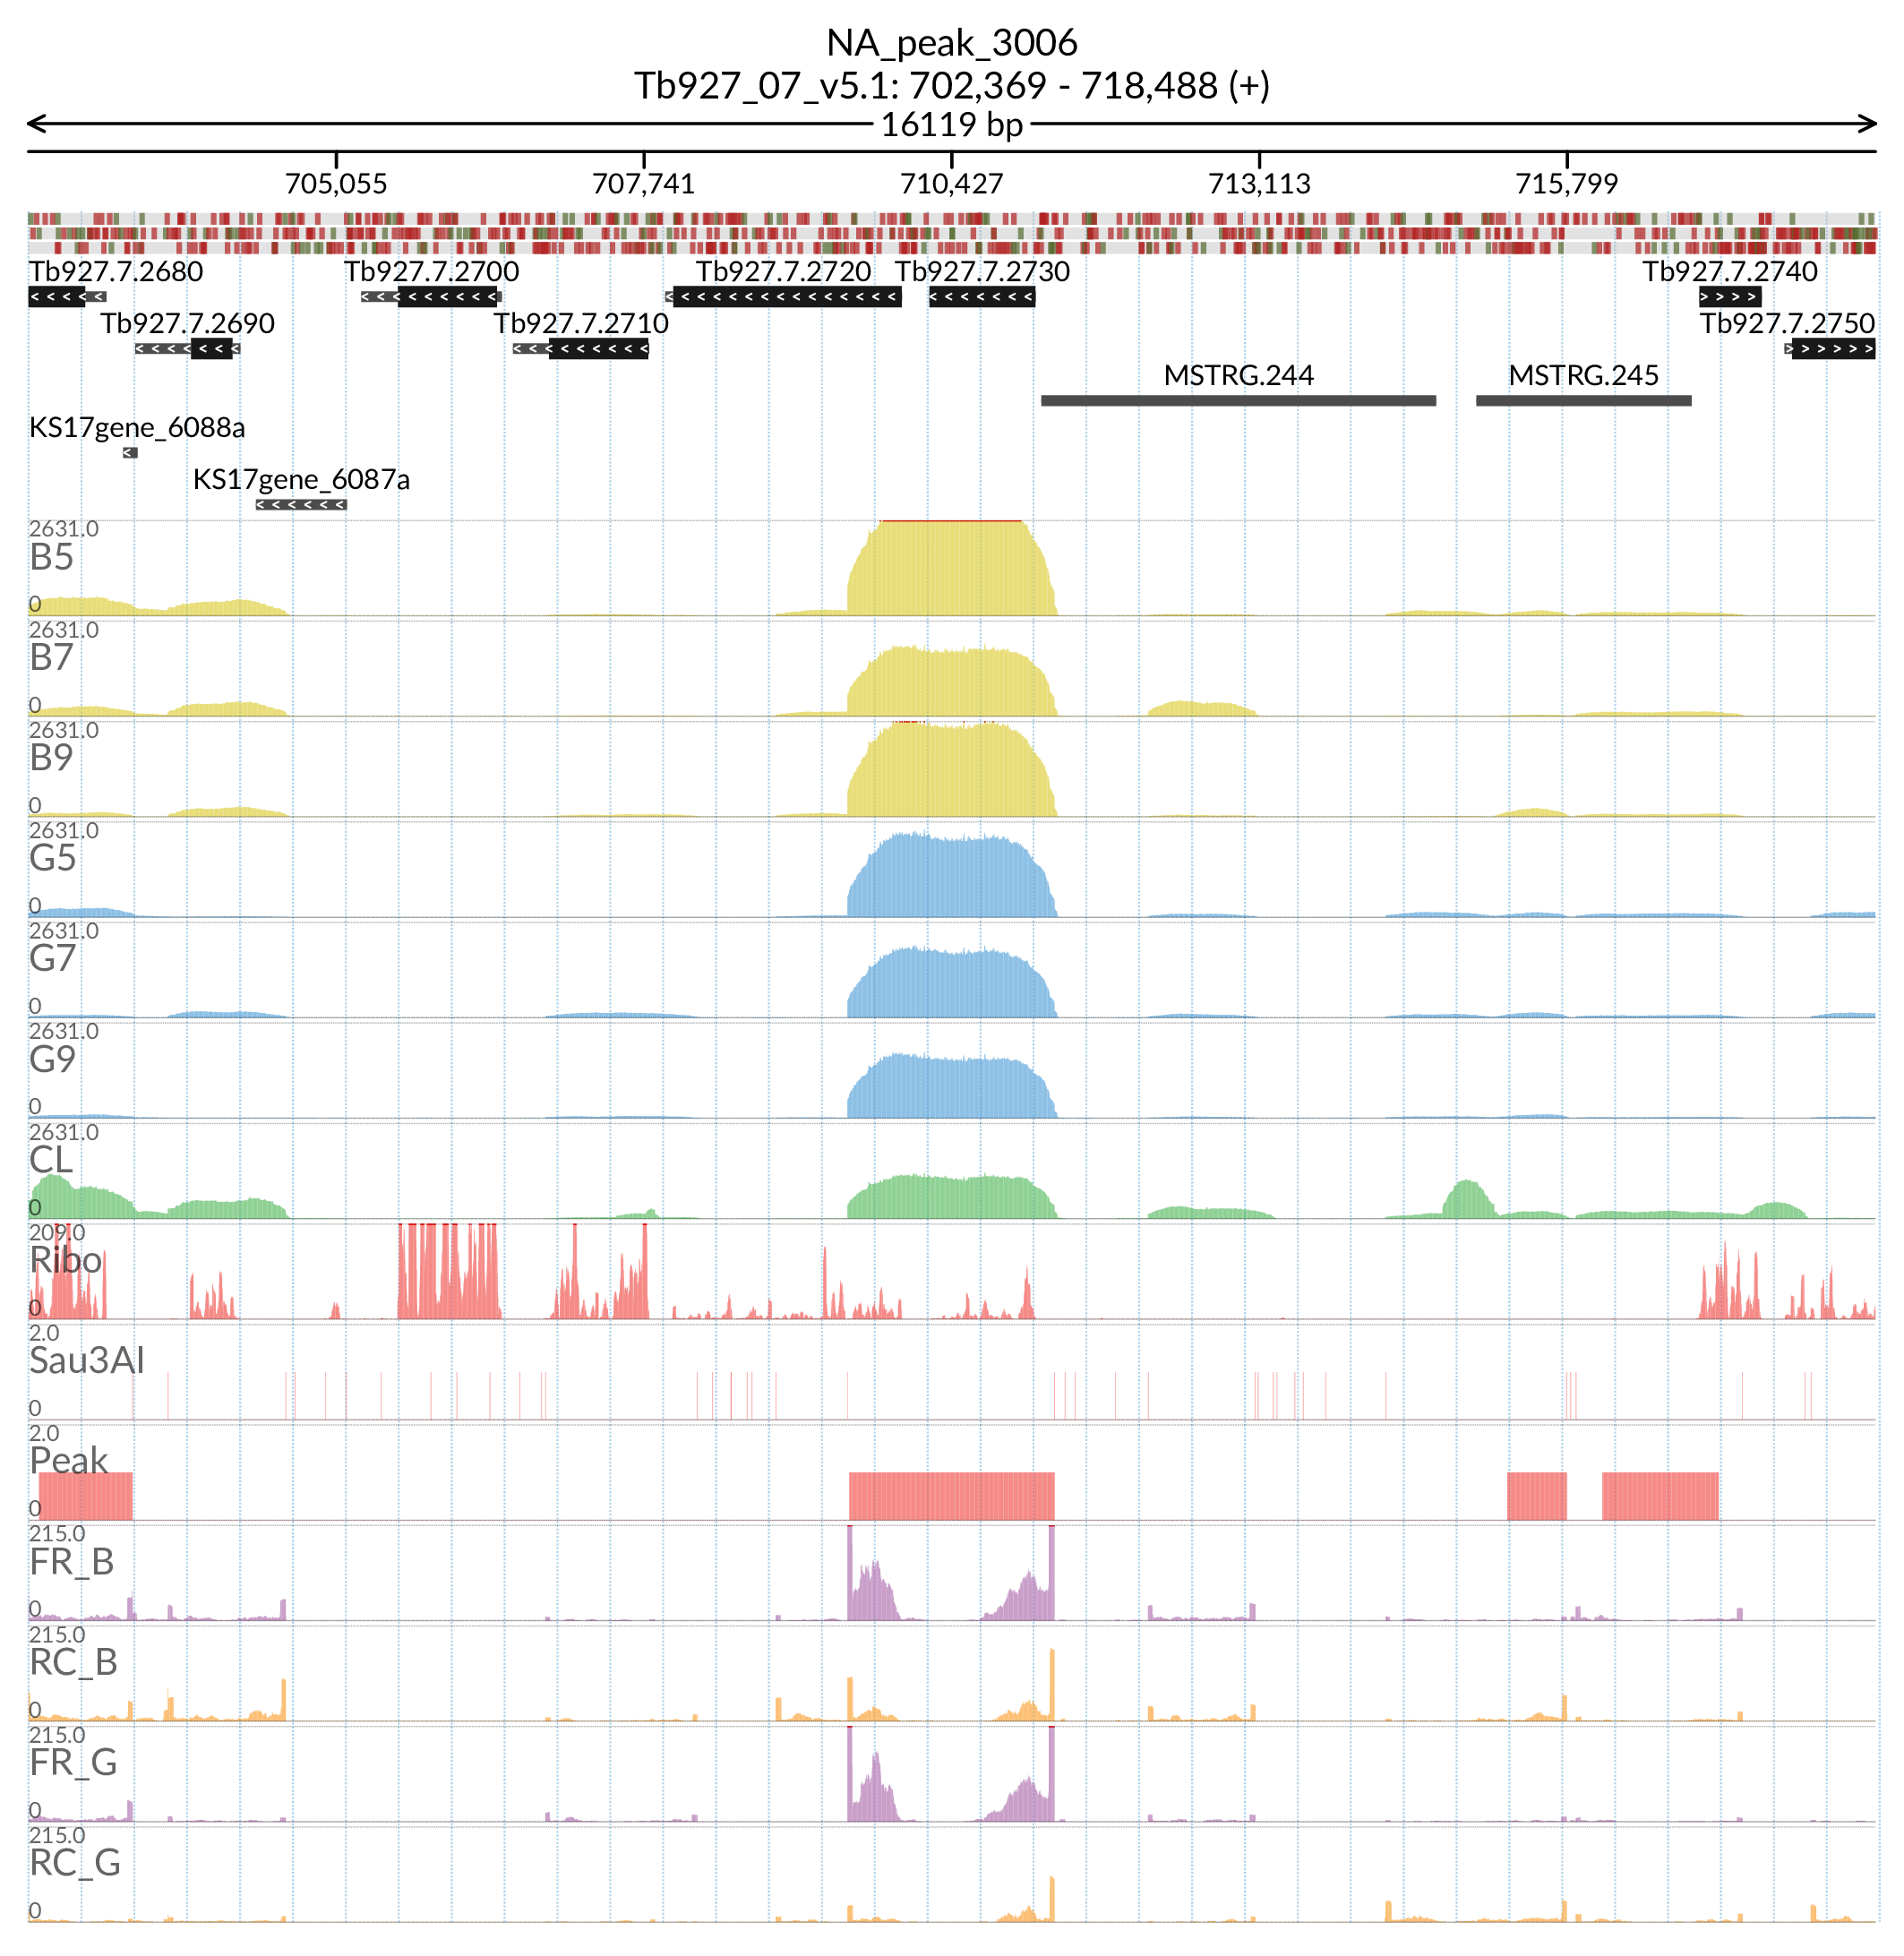 NA_peak_3006
Tb927_07_v5.1: 702,369 - 718,488 (+)
16119 bp
705,055 707,741 710,427 713,113 715,799
Tb927.7.2680 Tb927.7.2700 Tb927.7.2720 Tb927.7.2730 Tb927.7.2740
Tb927.7.2690 Tb927.7.2710 Tb927.7.2750
MSTRG.244 MSTRG.245
KS17gene_6088a
KS17gene_6087a
2631.0
B5
0
2631.0
B7
0
2631.0
B9
0
2631.0
G5
0
2631.0
G7
0
2631.0
G9
0
2631.0
CL
0
209.0
Ribo
0
2.0
Sau3AI
0
2.0
Peak
0
215.0
FR_B
0
215.0
RC_B
0
215.0
FR_G
0
215.0
RC_G
0